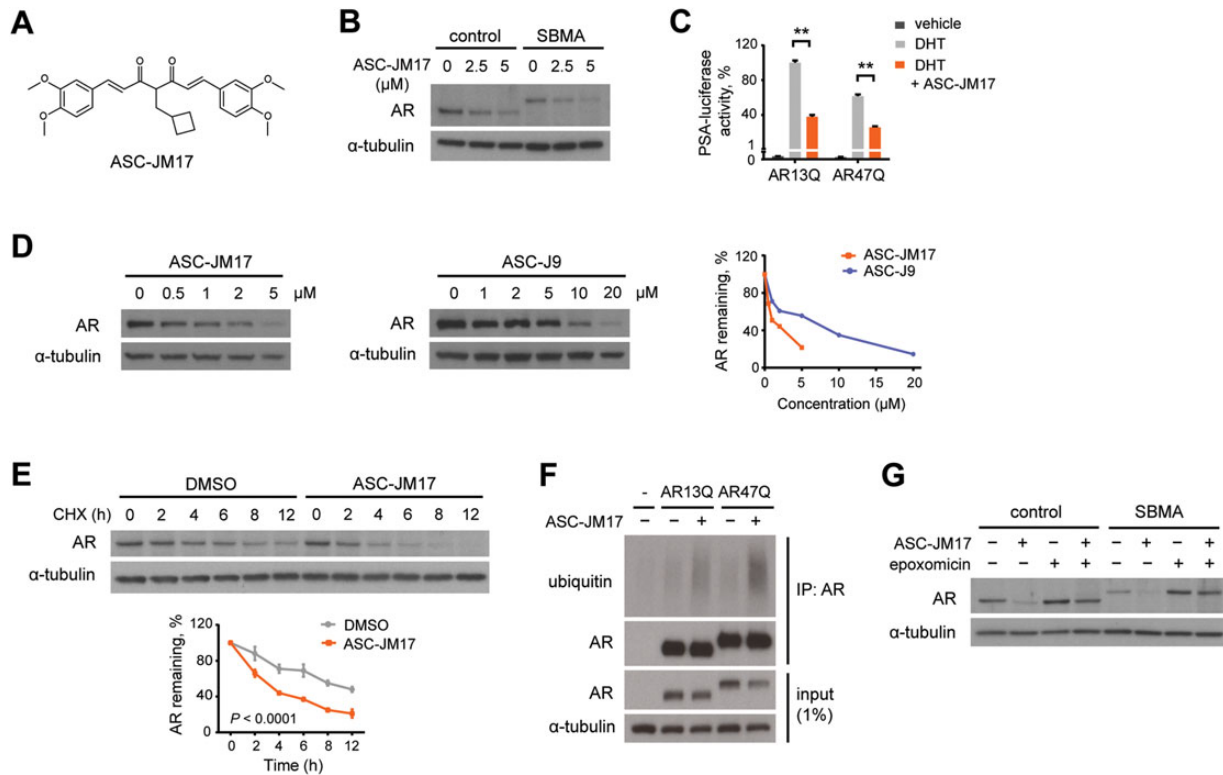 A
O O
O O
O O
ASC-JM17
B
control SBMA
ASC-JM17 0 2.5 5 0 2.5 5
(μM)
AR
α-tubulin
C
PSA-luciferase
activity, %
120
80
40
1
0
AR13Q AR47Q
** **
vehicle
DHT
DHT
+ ASC-JM17
D
ASC-JM17
0 0.5 1 2 5 μM
AR
α-tubulin
ASC-J9
0 1 2 5 10 20 μM
AR
α-tubulin
AR remaining, %
120
80
40
0
0 5 10 15 20
Concentration (μM)
ASC-JM17
ASC-J9
E
DMSO ASC-JM17
CHX (h) 0 2 4 6 8 12 0 2 4 6 8 12
AR
α-tubulin
AR remaining, %
120
80
40
0
DMSO
ASC-JM17
P < 0.0001
0 2 4 6 8 12
Time (h)
F
- AR13Q AR47Q
ASC-JM17 – – + – +
ubiquitin
AR
IP: AR
AR
α-tubulin
input
(1%)
G
control SBMA
ASC-JM17 – + – + – + – +
epoxomicin – – + + – – + +
AR
α-tubulin